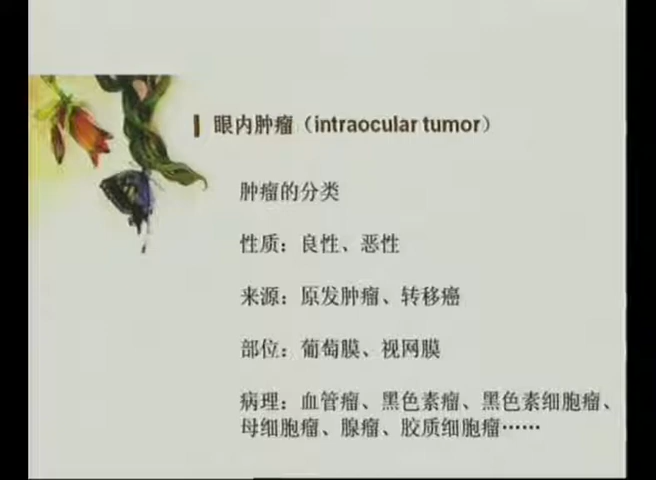 眼内肿瘤（intraocular tumor）
肿瘤的分类
性质：良性、恶性
来源：原发肿瘤、转移癌
部位：葡萄膜、视网膜
病理：血管瘤、黑色素瘤、黑色素细胞瘤、
母细胞瘤、腺瘤、胶质细胞瘤……